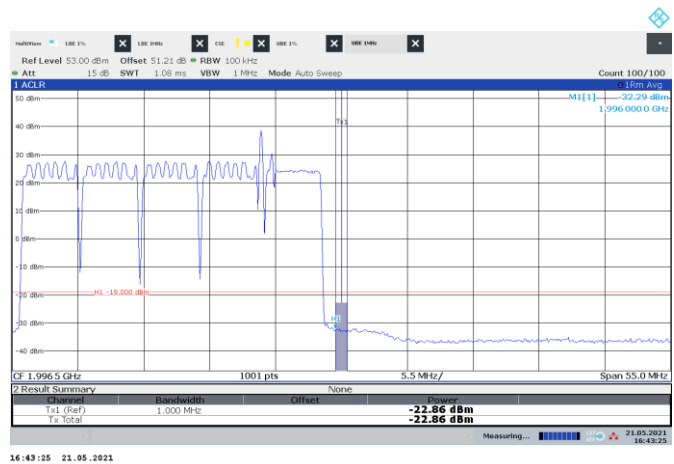 MultiView LBE 1% X LBE 1MHz X CSE X UBE 1% X UBE 1MHz X
Ref Level 53.00 dBm Offset 51.21 dB RBW 100 kHz
Att 15 dB SWT 1.08 ms VBW 1 MHz Mode Auto Sweep Count 100/100
1 ACLR 1Rm Avg
50 dBm M1[1] -32.29 dBm
1.996 000 0 GHz
Tx1
40 dBm
30 dBm
20 dBm
10 dBm
0 dBm
-10 dBm
H1 -19.000 dBm
-20 dBm
M1
-30 dBm
-40 dBm
CF 1.9965 GHz 1001 pts 5.5 MHz/ Span 55.0 MHz
2 Result Summary None
Channel Bandwidth Offset Power
Tx1 (Ref) 1.000 MHz -22.86 dBm
Tx Total -22.86 dBm
Measuring... 21.05.2021
16:43:25
16:43:25 21.05.2021